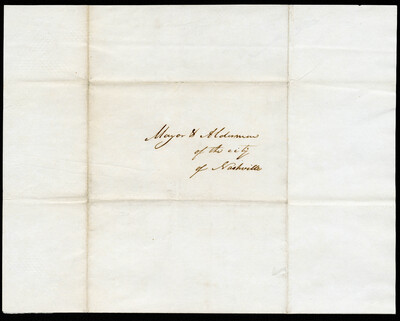 Mayor & Aldermen
of the city
of Nashville